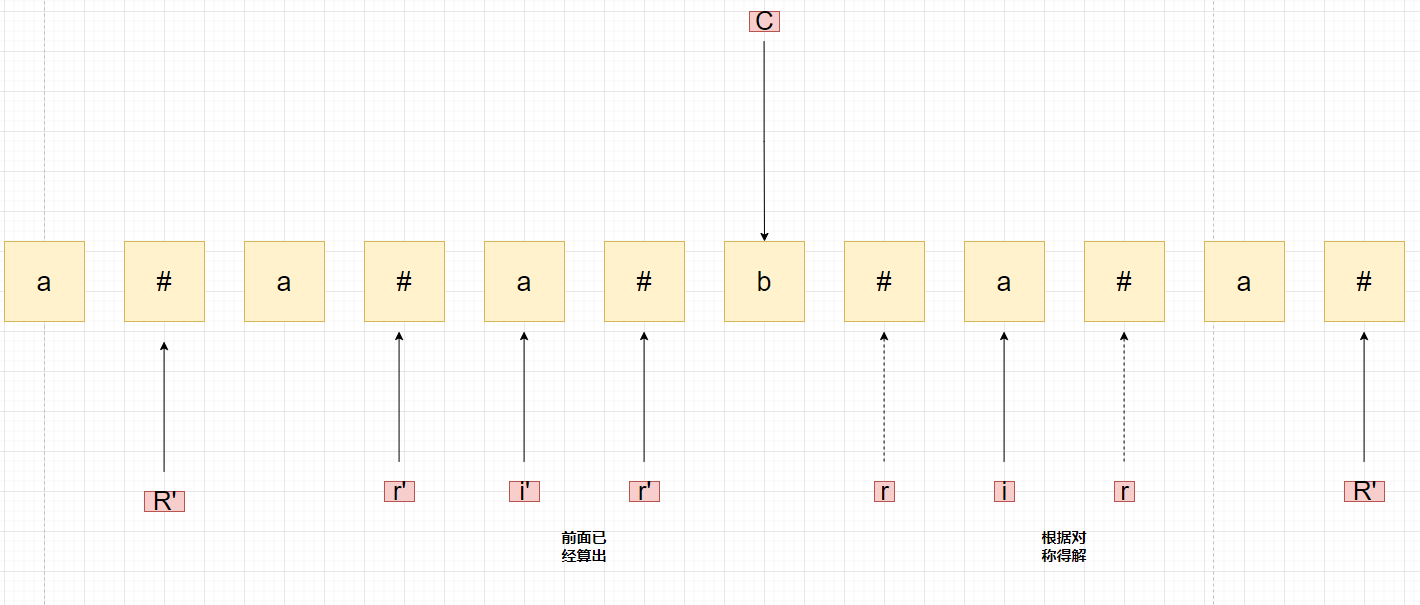 C
a # a # a # b # a # a #
R' r' i' r' r i r R'
前面已
经算出
根据对
称得解